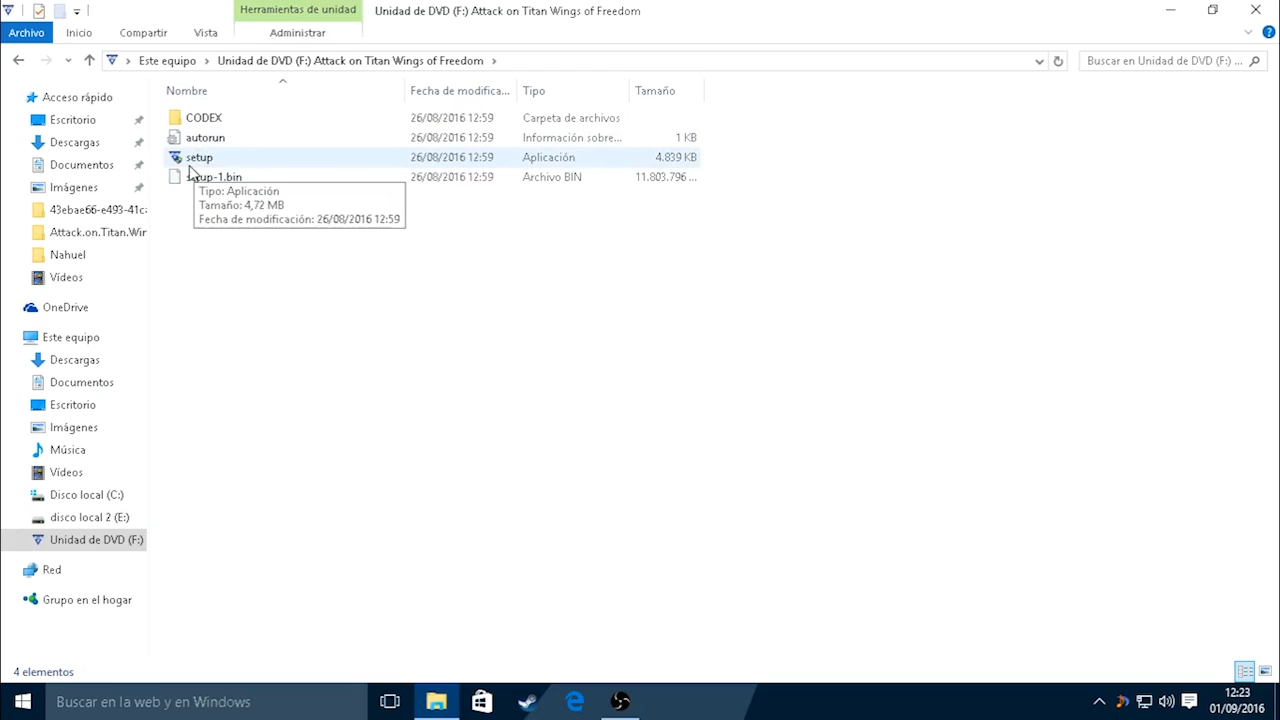 Herramientas de unidad
Unidad de DVD (F:) Attack on Titan Wings of Freedom
Archivo
Inicio
Compartir
Vista
Administrar
Este equipo
Unidad de DVD (F:) Attack on Titan Wings of Freedom
Buscar en Unidad de DVD (F:) ...
Nombre
Fecha de modifica...
Tipo
Tamaño
CODEX 26/08/2016 12:59 Carpeta de archivos
autorun 26/08/2016 12:59 Información sobre... 1 KB
setup 26/08/2016 12:59 Aplicación 4.839 KB
setup-1.bin 26/08/2016 12:59 Archivo BIN 11.803.796 ...
Tipo: Aplicación
Tamaño: 4,72 MB
Fecha de modificación: 26/08/2016 12:59
Acceso rápido
Escritorio
Descargas
Documentos
Imágenes
43ebae66-e493-41ca
Attack.on.Titan.Wir
Nahuel
Vídeos
OneDrive
Este equipo
Descargas
Documentos
Escritorio
Imágenes
Música
Vídeos
Disco local (C:)
disco local 2 (E:)
Unidad de DVD (F:)
Red
Grupo en el hogar
4 elementos
Buscar en la web y en Windows
12:23
01/09/2016